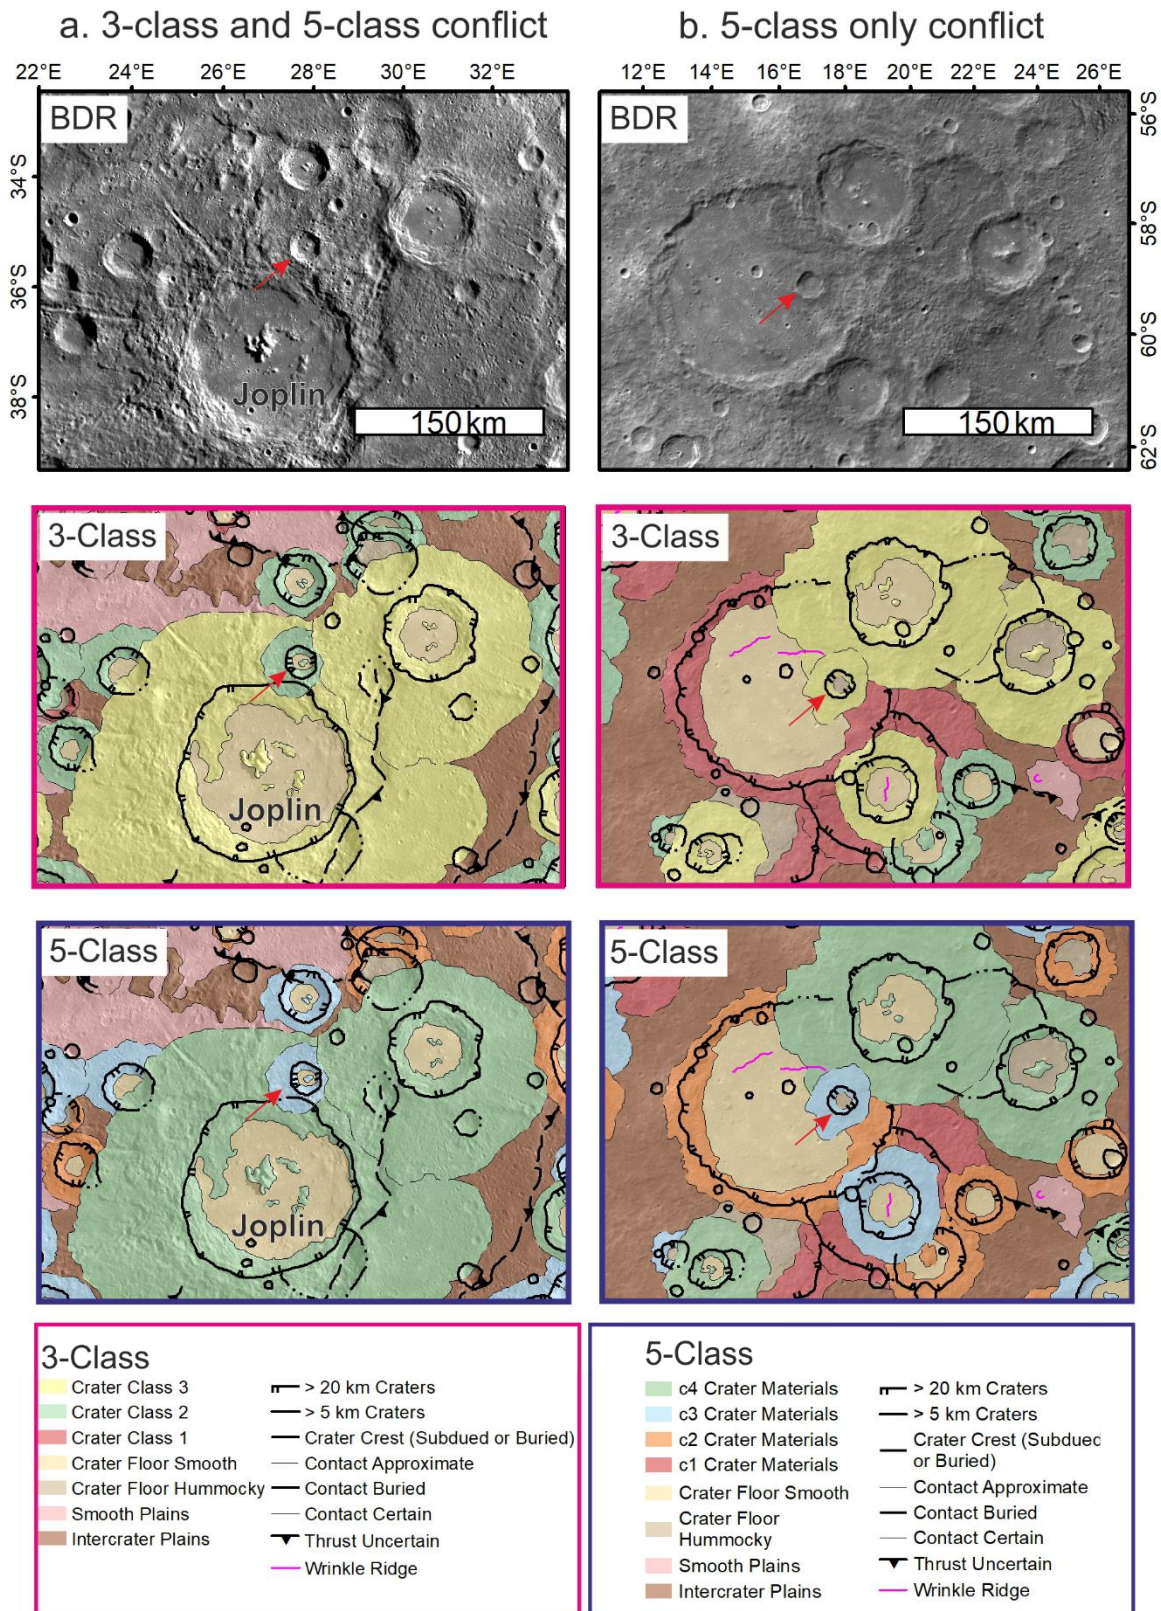 a. 3-class and 5-class conflict
b. 5-class only conflict
22°E 24°E 26°E 28°E 30°E 32°E
12°E 14°E 16°E 18°E 20°E 22°E 24°E 26°E
BDR
BDR
34°S
36°S
38°S
56°S
58°S
60°S
62°S
Joplin
150 km
150 km
3-Class
3-Class
Joplin
5-Class
5-Class
Joplin
3-Class
Crater Class 3
Crater Class 2
Crater Class 1
Crater Floor Smooth
Crater Floor Hummocky
Smooth Plains
Intercrater Plains
> 20 km Craters
> 5 km Craters
Crater Crest (Subdued or Buried)
Contact Approximate
Contact Buried
Contact Certain
Thrust Uncertain
Wrinkle Ridge
5-Class
c4 Crater Materials
c3 Crater Materials
c2 Crater Materials
c1 Crater Materials
Crater Floor Smooth
Crater Floor
Hummocky
Smooth Plains
Intercrater Plains
> 20 km Craters
> 5 km Craters
Crater Crest (Subdued
or Buried)
Contact Approximate
Contact Buried
Contact Certain
Thrust Uncertain
Wrinkle Ridge